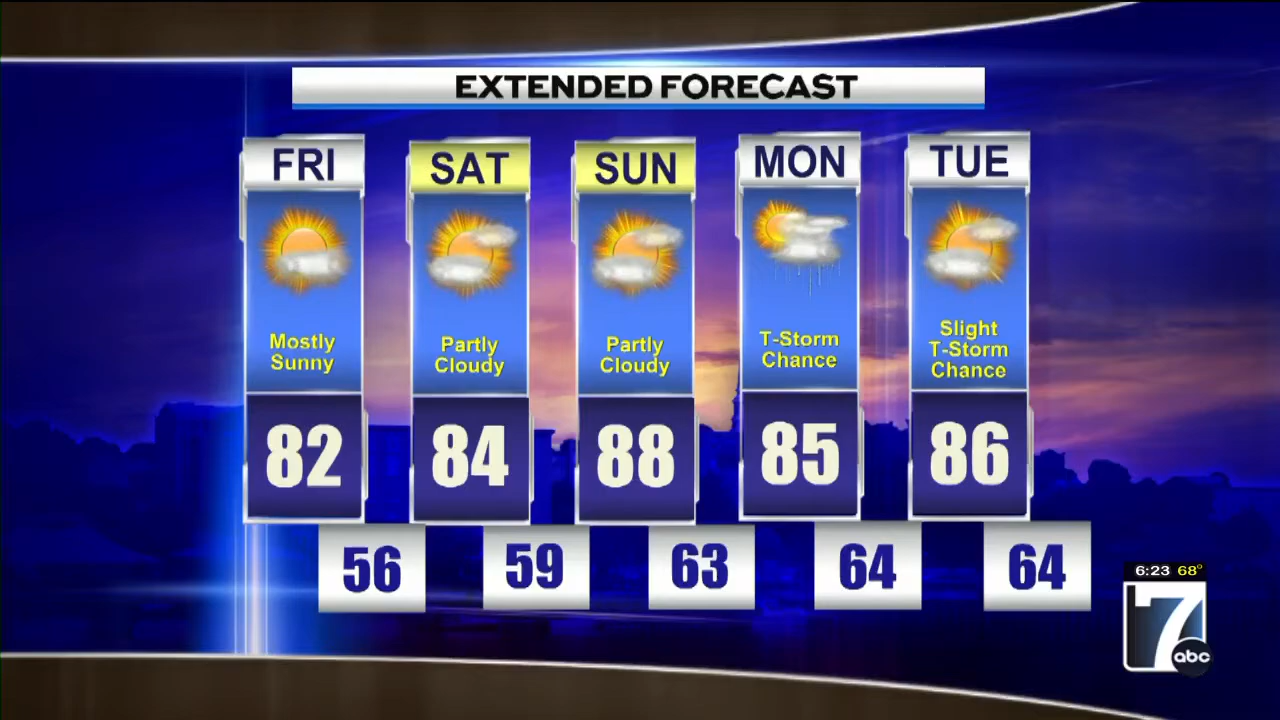 EXTENDED FORECAST
FRI
SAT
SUN
MON
TUE
Mostly
Sunny
Partly
Cloudy
Partly
Cloudy
T-Storm
Chance
Slight
T-Storm
Chance
82
84
88
85
86
56
59
63
64
64
6:23 68°
7
abc